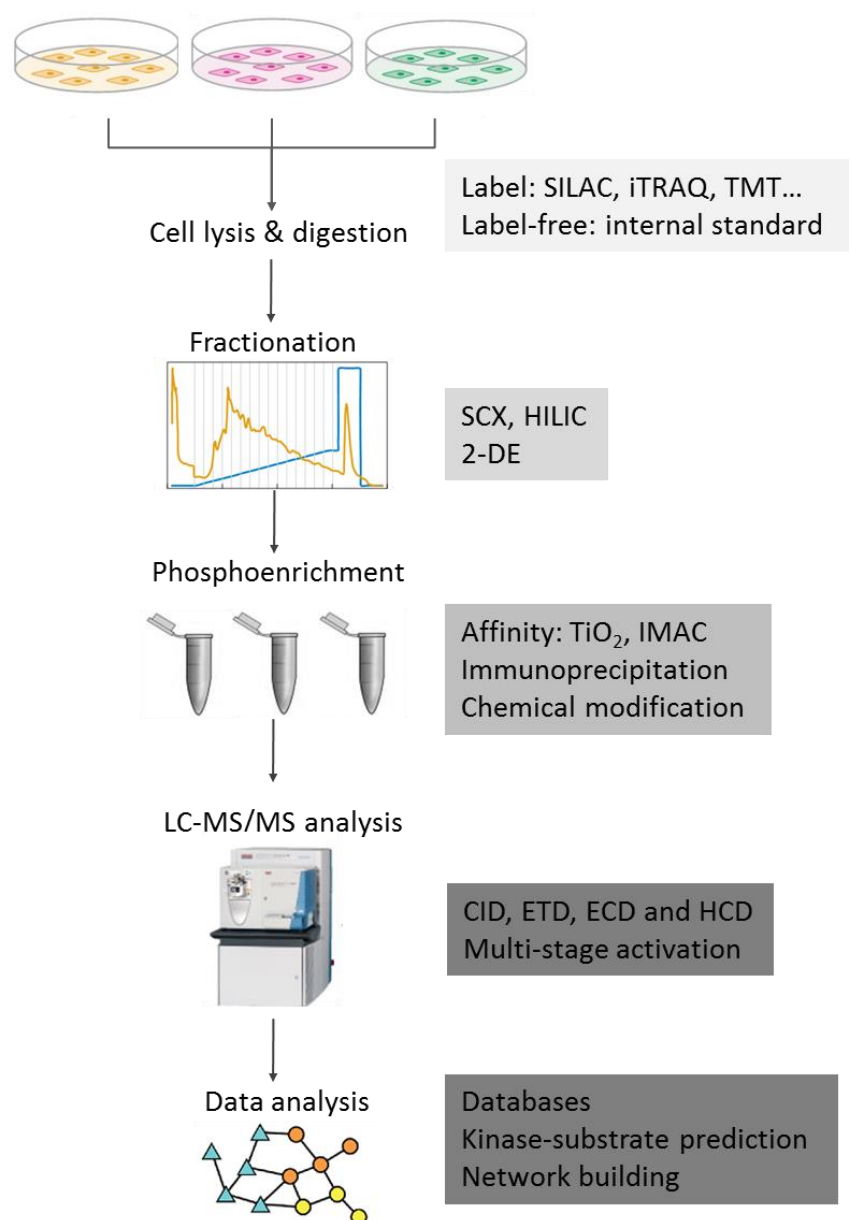 Label: SILAC, iTRAQ, TMT...
Label-free: internal standard
Cell lysis & digestion
Fractionation
SCX, HILIC
2-DE
Phosphoenrichment
Affinity: TiO₂, IMAC
Immunoprecipitation
Chemical modification
LC-MS/MS analysis
CID, ETD, ECD and HCD
Multi-stage activation
Data analysis
Databases
Kinase-substrate prediction
Network building